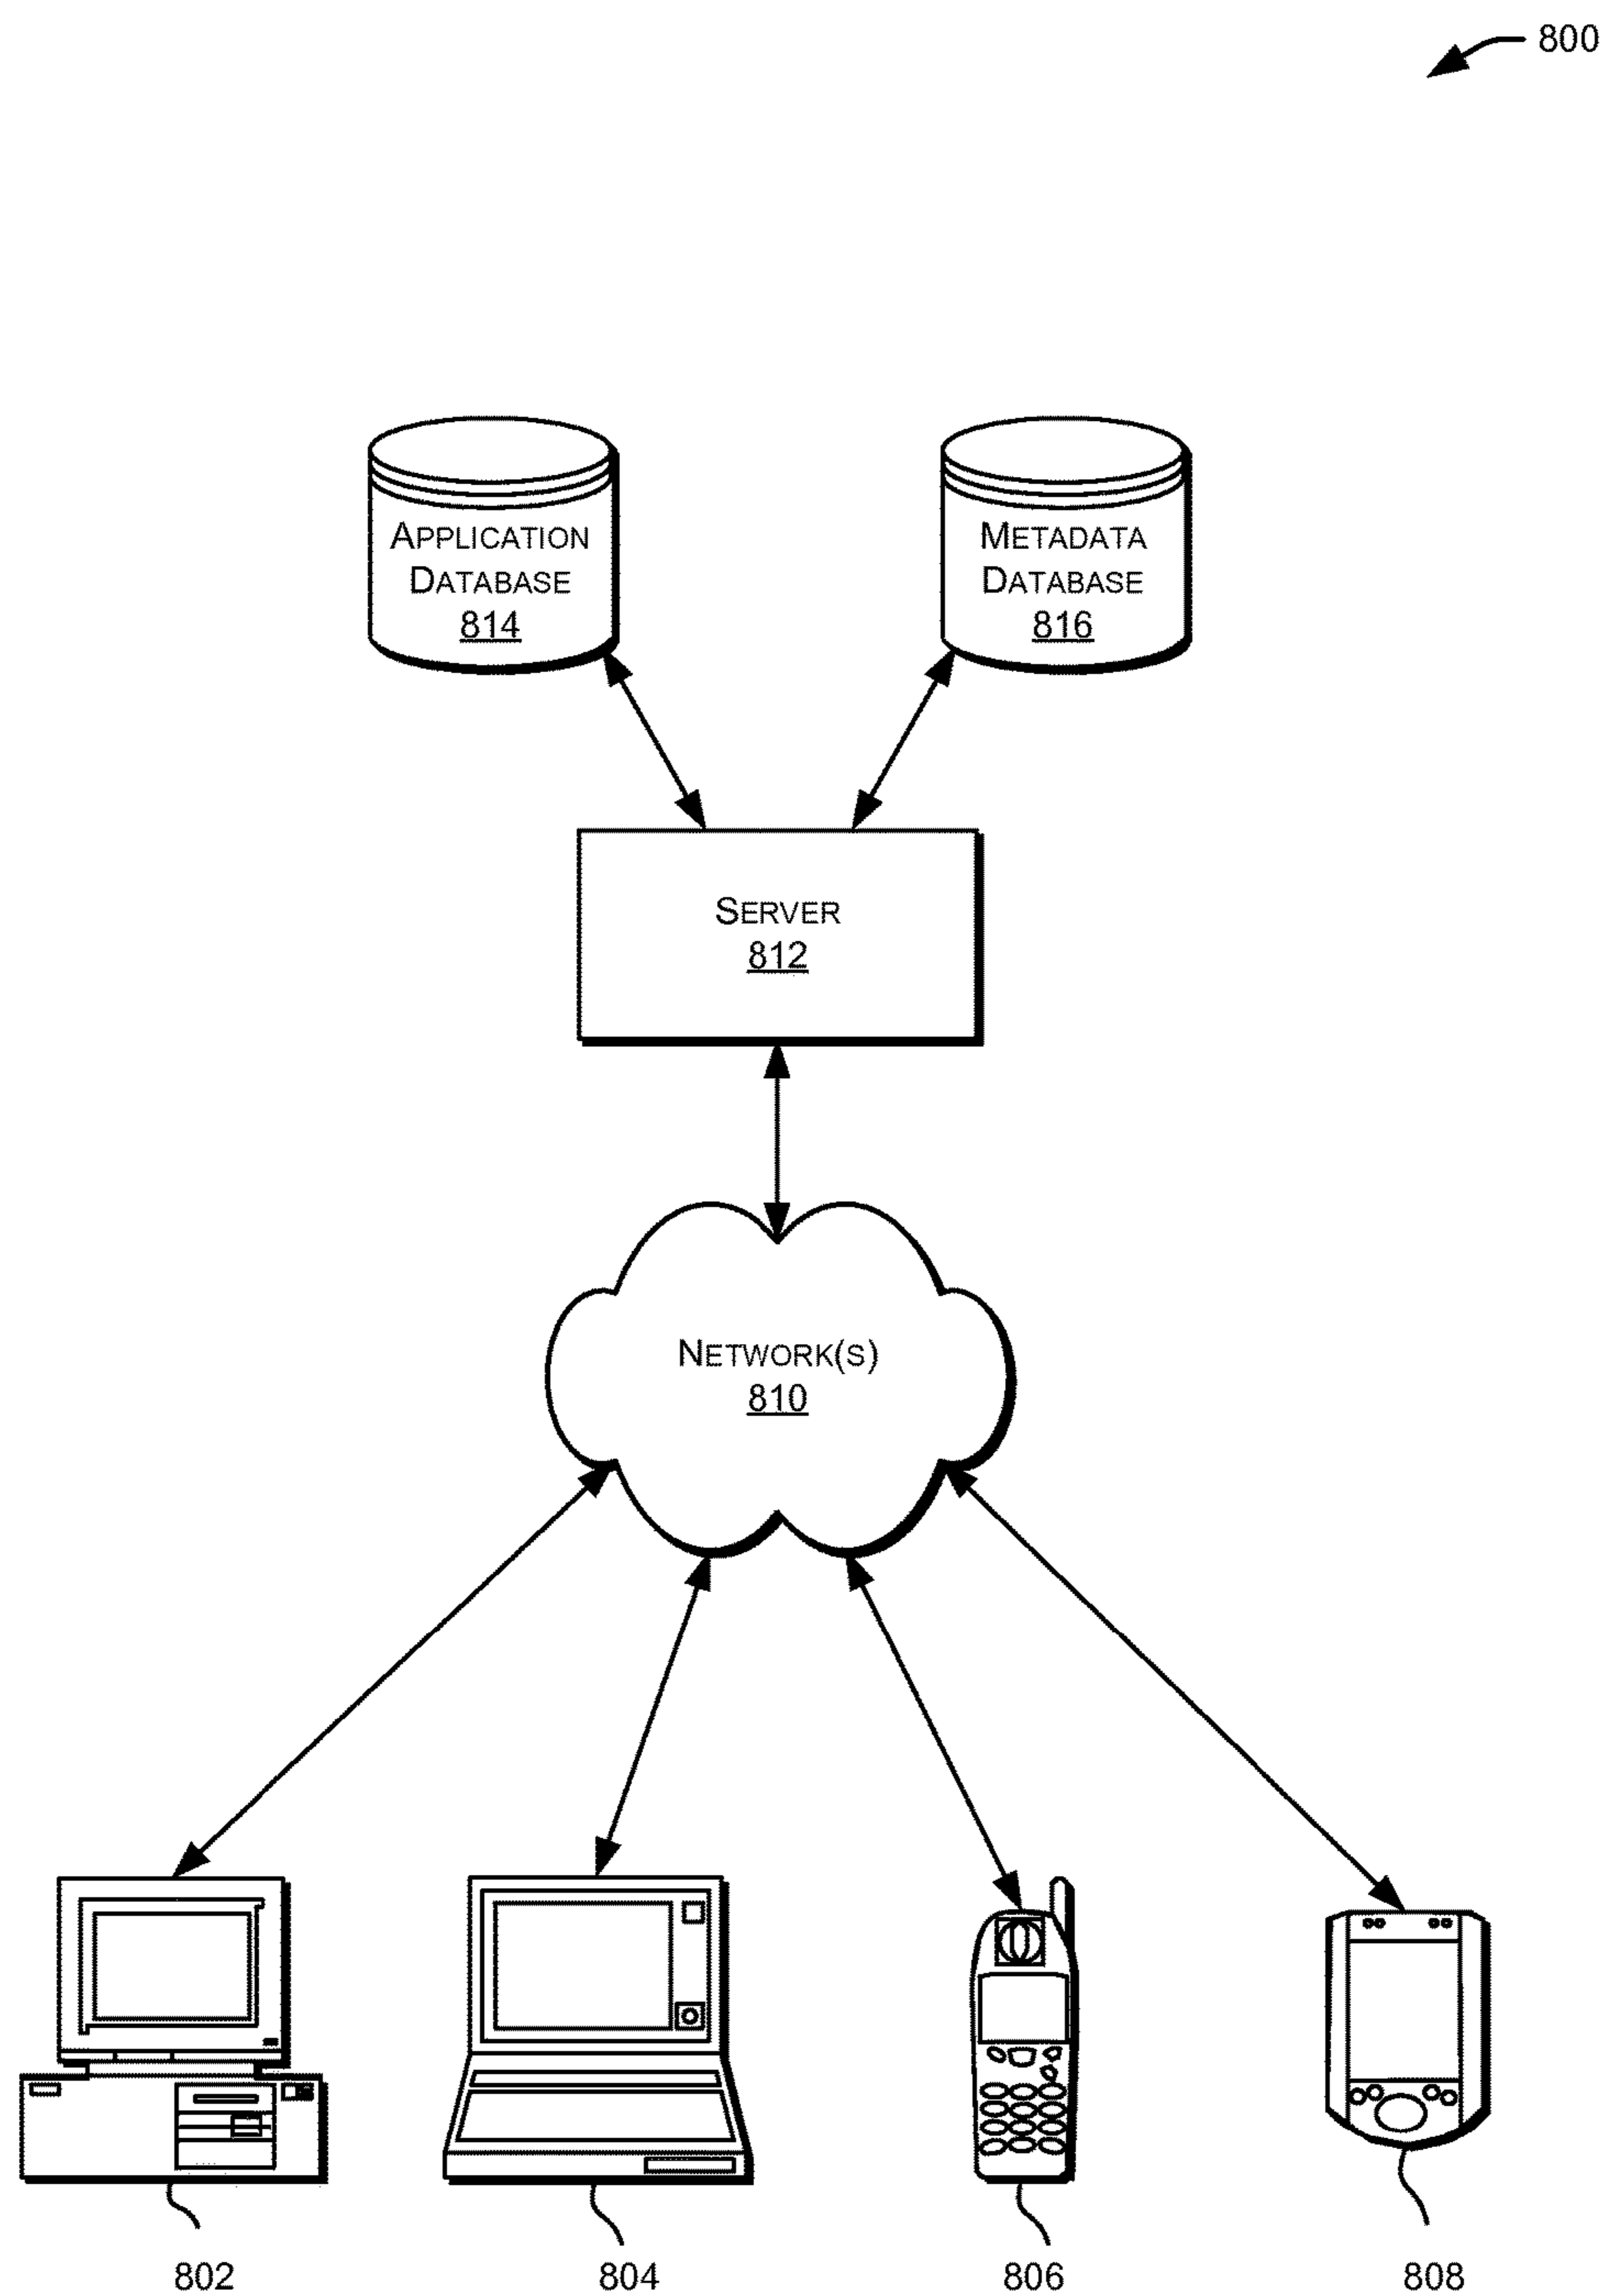 800
APPLICATION
DATABASE
814
METADATA
DATABASE
816
SERVER
812
NETWORK(S)
810
802
804
806
808